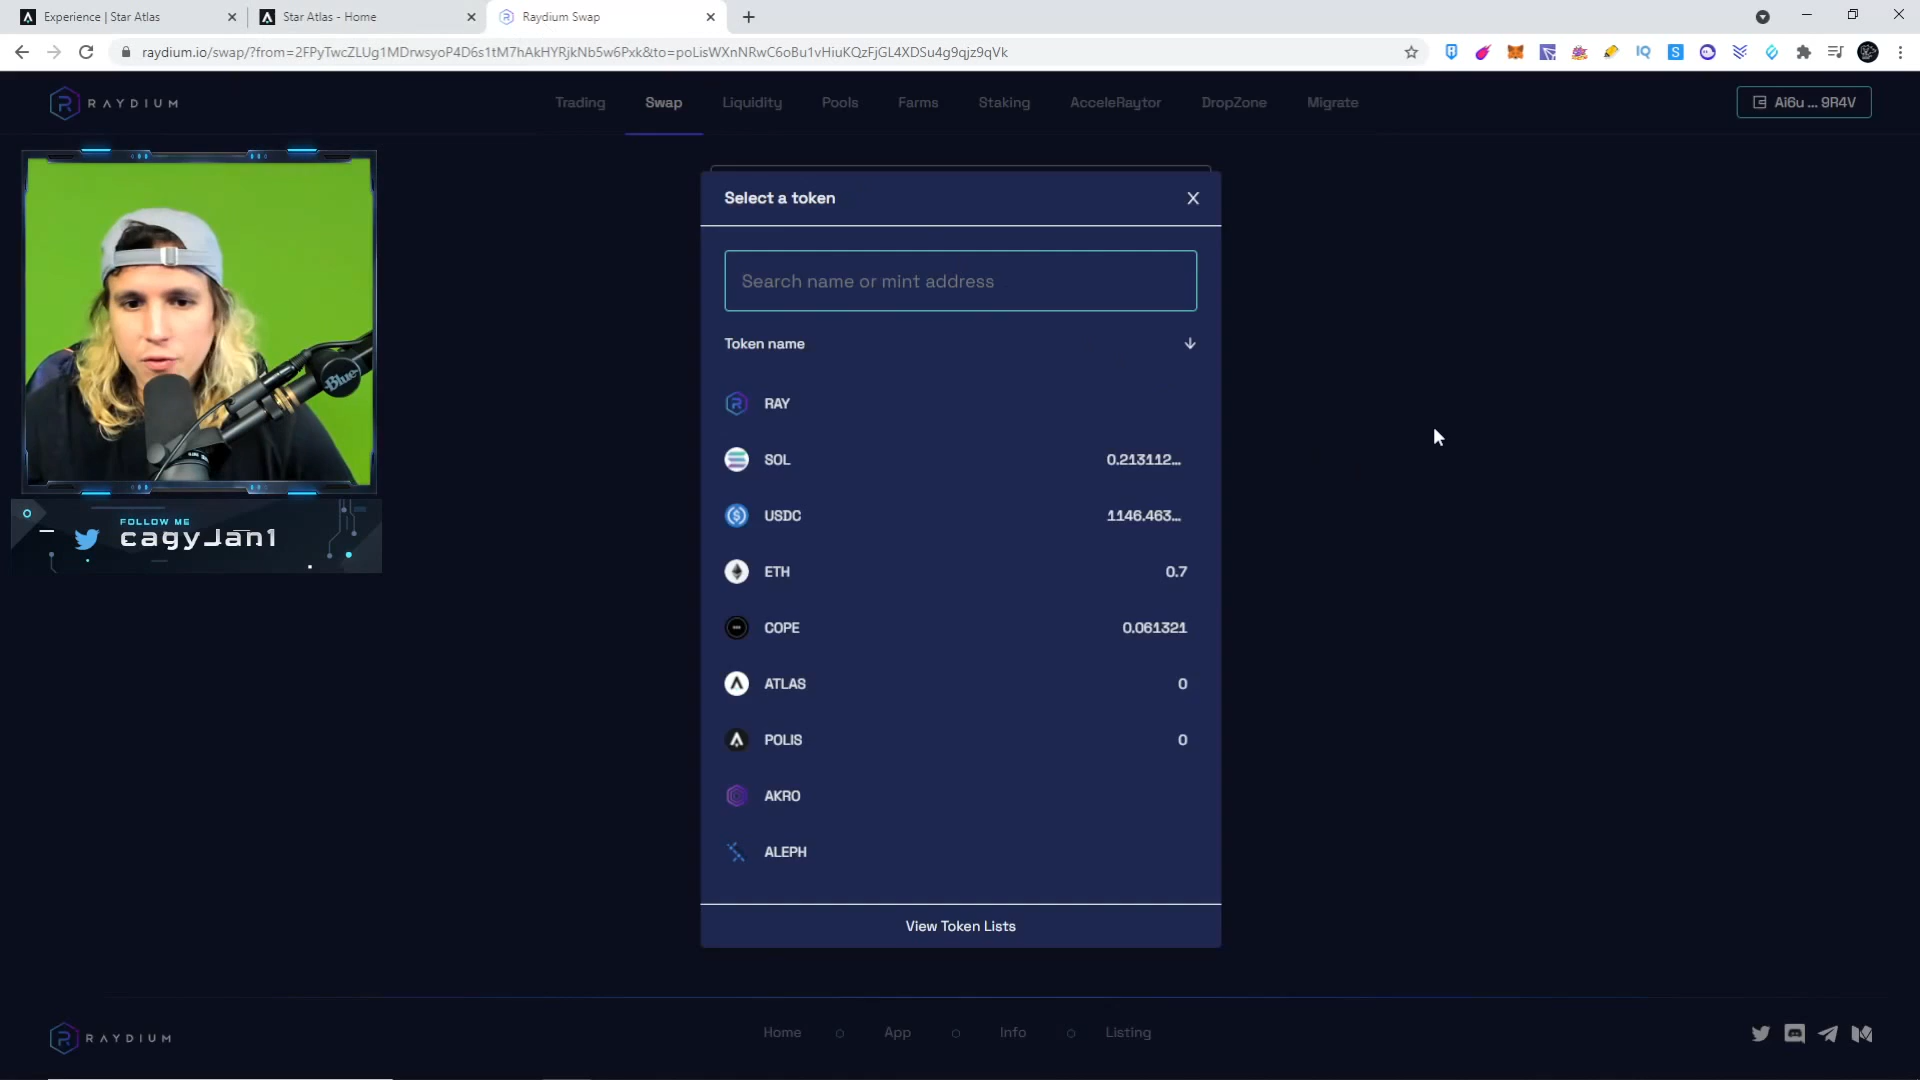 Experience | Star Atlas
Star Atlas - Home
Raydium Swap
raydium.io/swap/?from=2FPyTwcZLUg1MDrwsyoP4D6s1tM7hAkHYRjkNb5w6Pxk&to=poLisWXnNRwC6oBu1vHiuKQzFjGL4XDSu4g9qjz9qVk
RAYDIUM
Trading
Swap
Liquidity
Pools
Farms
Staking
AcceleRaytor
DropZone
Migrate
Al6u ... 9R4V
Select a token
X
Search name or mint address
Token name
RAY
SOL 0.213112...
USDC 1146.463...
ETH 0.7
COPE 0.061321
ATLAS 0
POLIS 0
AKRO
ALEPH
View Token Lists
Blue
FOLLOW ME
cagyJan1
RAYDIUM
Home
App
Info
Listing